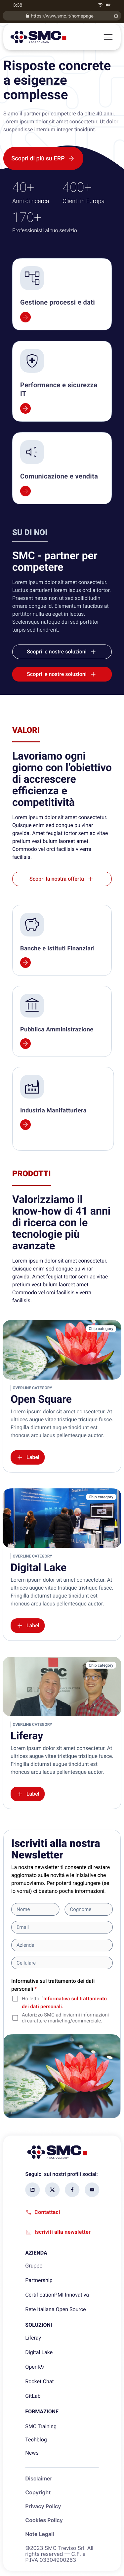 3:38
https://www.smc.it/homepage
SMC
A SSG COMPANY
Risposte concrete
a esigenze
complesse
Siamo il partner per compentenza da oltre 40 anni.
Lorem ipsum dolor sit amet consectetur. Ut dolor
suspendisse interdum integer tincidunt.
Scopri di più su ERP
40+
400+
Anni di ricerca
Clienti in Europa
170+
Professionisti al tuo servizio
Gestione processi e dati
Performance e sicurezza
IT
Comunicazione e vendita
SU DI NOI
SMC - partner per
competere
Lorem ipsum dolor sit amet consectetur.
Luctus parturient lectus orci a tortor.
Potenti metus non et ut sed sollicitudin
ornare congue id. Elementum faucibus at
porttitor nulla eu eget in lectus.
Scelerisque natoque dui sed porttitor
turpis sed hendrerit.
Scopri le nostre soluzioni
Scopri le nostre soluzioni
VALORI
Lavoriamo ogni
giorno con l'obiettivo
di accrescere
efficienza e
competitività
Lorem ipsum dolor sit amet consectetur.
Quisque enim sed congue pulvinar
gravida. Amet feugiat tortor sem ac vitae
pretium vestibulum laoreet amet.
Commodo vel orci facilisis viverra
facilisis.
Scopri la nostra offerta
Banche e Istituti Finanziari
Pubblica Amministrazione
Industria Manifatturiera
PRODOTTI
Valorizziamo il
know-how di 41 anni
di ricerca con le
tecnologie più
avanzate
Lorem ipsum dolor sit amet consectetur.
Quisque enim sed congue pulvinar
gravida. Amet feugiat tortor sem ac vitae
pretium vestibulum laoreet amet.
Commodo vel orci facilisis viverra
facilisis.
Chip category
OVERLINE CATEGORY
Open Square
Lorem ipsum dolor sit amet consectetur. At
ultrices augue vitae tristique tristique fusce.
Fringilla dictumst augue tincidunt est
rhoncus arcu lacus pellentesque auctor.
Label
OVERLINE CATEGORY
Digital Lake
Lorem ipsum dolor sit amet consectetur. At
ultrices augue vitae tristique tristique fusce.
Fringilla dictumst augue tincidunt est
rhoncus arcu lacus pellentesque auctor.
Label
Chip category
SMC
OVERLINE CATEGORY
Liferay
Lorem ipsum dolor sit amet consectetur. At
ultrices augue vitae tristique tristique fusce.
Fringilla dictumst augue tincidunt est
rhoncus arcu lacus pellentesque auctor.
Label
Iscriviti alla nostra
Newsletter
La nostra newsletter ti consente di restare
aggiornato sulle novità e le iniziative che
promuoviamo. Per poterti raggiungere (se
lo vorrai) ci bastano poche informazioni.
Nome
Cognome
Email
Azienda
Cellulare
Informativa sul trattamento dei dati
personali *
Ho letto l'Informativa sul trattamento
dei dati personali.
Autorizzo SMC ad inviarmi informazioni
di carattere marketing/commerciale.
SMC
A SSG COMPANY
Seguici sui nostri profili social:
Contattaci
Iscriviti alla newsletter
AZIENDA
Gruppo
Partnership
CertificationPMI Innovativa
Rete Italiana Open Source
SOLUZIONI
Liferay
Digital Lake
OpenK9
Rocket.Chat
GitLab
FORMAZIONE
SMC Training
Techblog
News
Disclaimer
Copyright
Privacy Policy
Cookies Policy
Note Legali
©2023 SMC Treviso Srl. All
rights reserved — C.F. e
P.IVA 03304900263